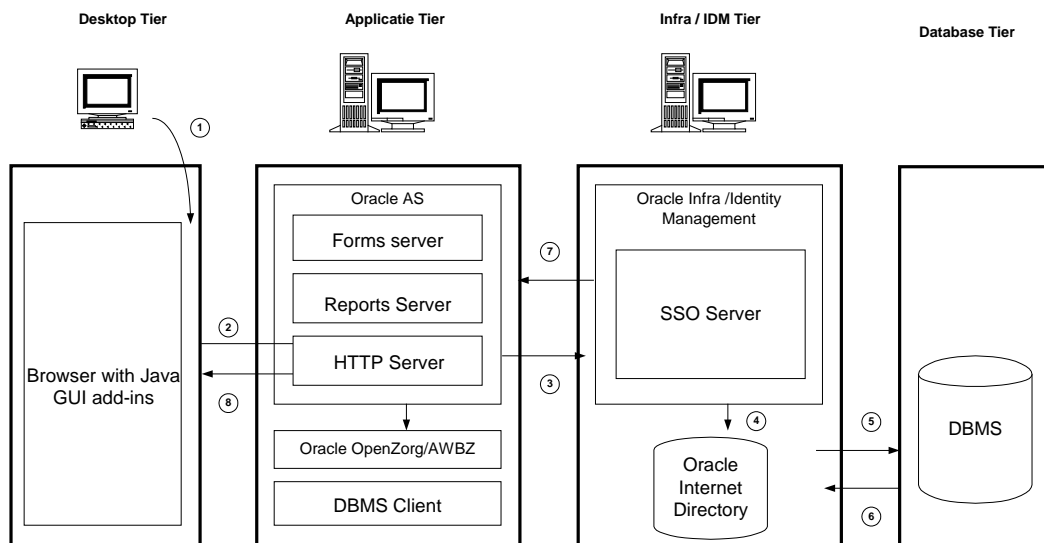 Desktop Tier
Applicatie Tier
Infra / IDM Tier
Database Tier
1
Oracle AS
Forms server
Reports Server
HTTP Server
Oracle OpenZorg/AWBZ
DBMS Client
Browser with Java
GUI add-ins
2
8
7
3
Oracle Infra /Identity
Management
SSO Server
4
Oracle
Internet
Directory
5
6
DBMS